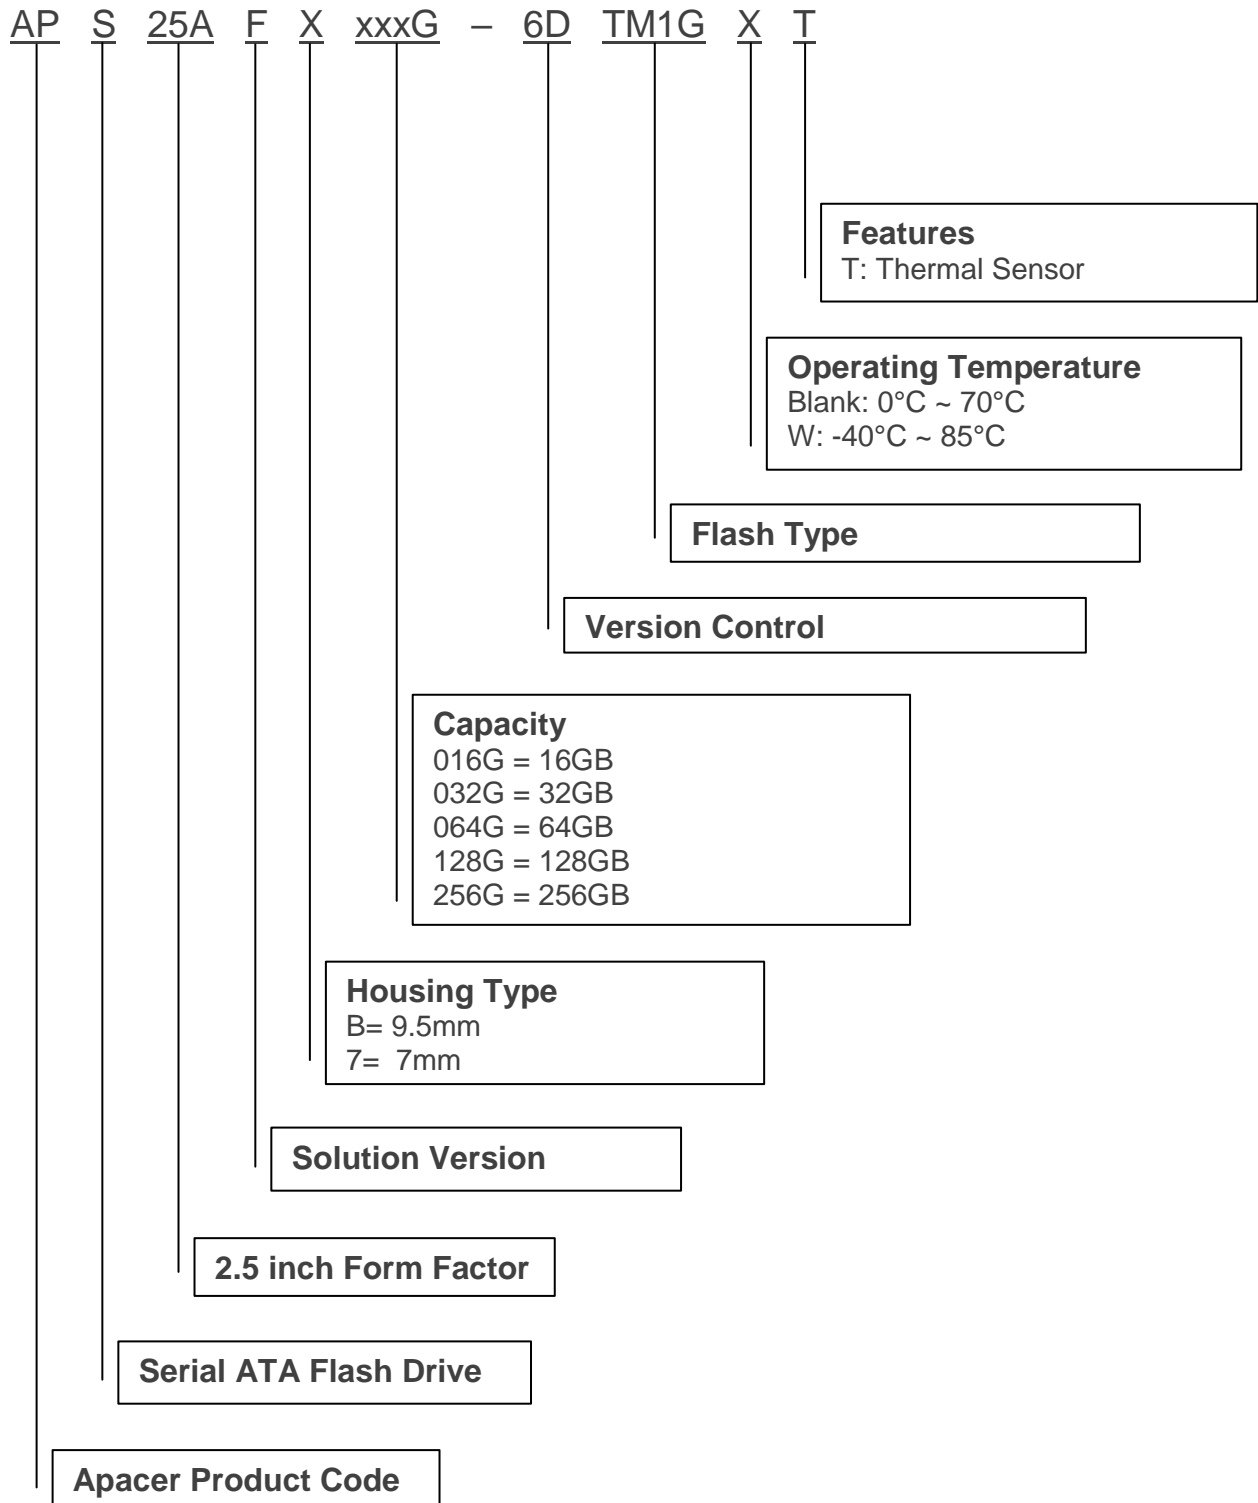 AP S 25A F X xxxG – 6D TM1G X T
Features
T: Thermal Sensor
Operating Temperature
Blank: 0°C ~ 70°C
W: -40°C ~ 85°C
Flash Type
Version Control
Capacity
016G = 16GB
032G = 32GB
064G = 64GB
128G = 128GB
256G = 256GB
Housing Type
B= 9.5mm
7= 7mm
Solution Version
2.5 inch Form Factor
Serial ATA Flash Drive
Apacer Product Code